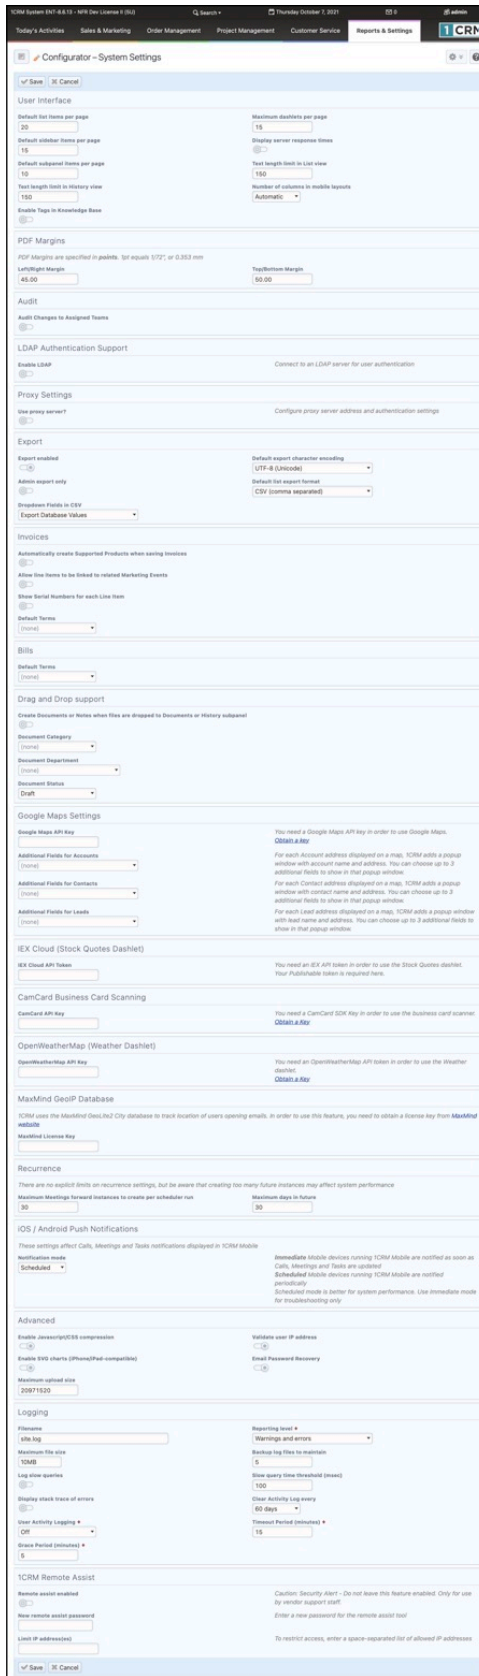 1CRM System ENT-8.6.13 - NFR Dev License II (SU)
Search
Thursday October 7, 2021
0
admin
Today's Activities
Sales & Marketing
Order Management
Project Management
Customer Service
Reports & Settings
1CRM
Configurator – System Settings
Save
Cancel
User Interface
Default list items per page
Maximum dashlets per page
20
15
Default sidebar items per page
Display server response times
15
Default subpanel items per page
Text length limit in List view
10
150
Text length limit in History view
Number of columns in mobile layouts
150
Automatic
Enable Tags in Knowledge Base
PDF Margins
PDF Margins are specified in points. 1pt equals 1/72", or 0.353 mm
Left/Right Margin
Top/Bottom Margin
45.00
50.00
Audit
Audit Changes to Assigned Teams
LDAP Authentication Support
Enable LDAP
Connect to an LDAP server for user authentication
Proxy Settings
Use proxy server?
Configure proxy server address and authentication settings
Export
Export enabled
Default export character encoding
UTF-8 (Unicode)
Admin export only
Default list export format
CSV (comma separated)
Dropdown Fields in CSV
Export Database Values
Invoices
Automatically create Supported Products when saving invoices
Allow line items to be linked to related Marketing Events
Show Serial Numbers for each Line Item
Default Terms
(none)
Bills
Default Terms
(none)
Drag and Drop support
Create Documents or Notes when files are dropped to Documents or History subpanel
Document Category
(none)
Document Department
(none)
Document Status
Draft
Google Maps Settings
Google Maps API Key
You need a Google Maps API key in order to use Google Maps.
Obtain a key
Additional Fields for Accounts
(none)
For each Account address displayed on a map, 1CRM adds a popup
window with account name and address. You can choose up to 3
additional fields to show in that popup window.
Additional Fields for Contacts
(none)
For each Contact address displayed on a map, 1CRM adds a popup
window with contact name and address. You can choose up to 3
additional fields to show in that popup window.
Additional Fields for Leads
(none)
For each Lead address displayed on a map, 1CRM adds a popup window
with lead name and address. You can choose up to 3 additional fields to
show in that popup window.
IEX Cloud (Stock Quotes Dashlet)
IEX Cloud API Token
You need an IEX API token in order to use the Stock Quotes dashlet.
Your Publishable token is required here.
CamCard Business Card Scanning
CamCard API Key
You need a CamCard SDK Key in order to use the business card scanner.
Obtain a Key
OpenWeatherMap (Weather Dashlet)
OpenWeatherMap API Key
You need an OpenWeatherMap API token in order to use the Weather
dashlet.
Obtain a Key
MaxMind GeoIP Database
1CRM uses the MaxMind GeoLite2 City database to track location of users opening emails. In order to use this feature, you need to obtain a license key from MaxMind
website
MaxMind License Key
Recurrence
There are no explicit limits on recurrence settings, but be aware that creating too many future instances may affect system performance
Maximum Meetings forward instances to create per scheduler run
Maximum days in future
30
30
iOS / Android Push Notifications
These settings affect Calls, Meetings and Tasks notifications displayed in 1CRM Mobile
Notification mode
Scheduled
Immediate Mobile devices running 1CRM Mobile are notified as soon as
Calls, Meetings and Tasks are updated
Scheduled Mobile devices running 1CRM Mobile are notified
periodically
Scheduled mode is better for system performance. Use Immediate mode
for troubleshooting only
Advanced
Enable Javascript/CSS compression
Validate user IP address
Enable SVG charts (iPhone/iPad-compatible)
Email Password Recovery
Maximum upload size
20971520
Logging
Filename
Reporting level *
site.log
Warnings and errors
Maximum file size
Backup log files to maintain
10MB
5
Log slow queries
Slow query time threshold (msec)
100
Display stack trace of errors
Clear Activity Log every
60 days
User Activity Logging *
Timeout Period (minutes) *
Off
15
Grace Period (minutes) *
5
1CRM Remote Assist
Remote assist enabled
Caution: Security Alert - Do not leave this feature enabled. Only for use
by vendor support staff.
New remote assist password
Enter a new password for the remote assist tool
Limit IP address(es)
To restrict access, enter a space-separated list of allowed IP addresses
Save
Cancel